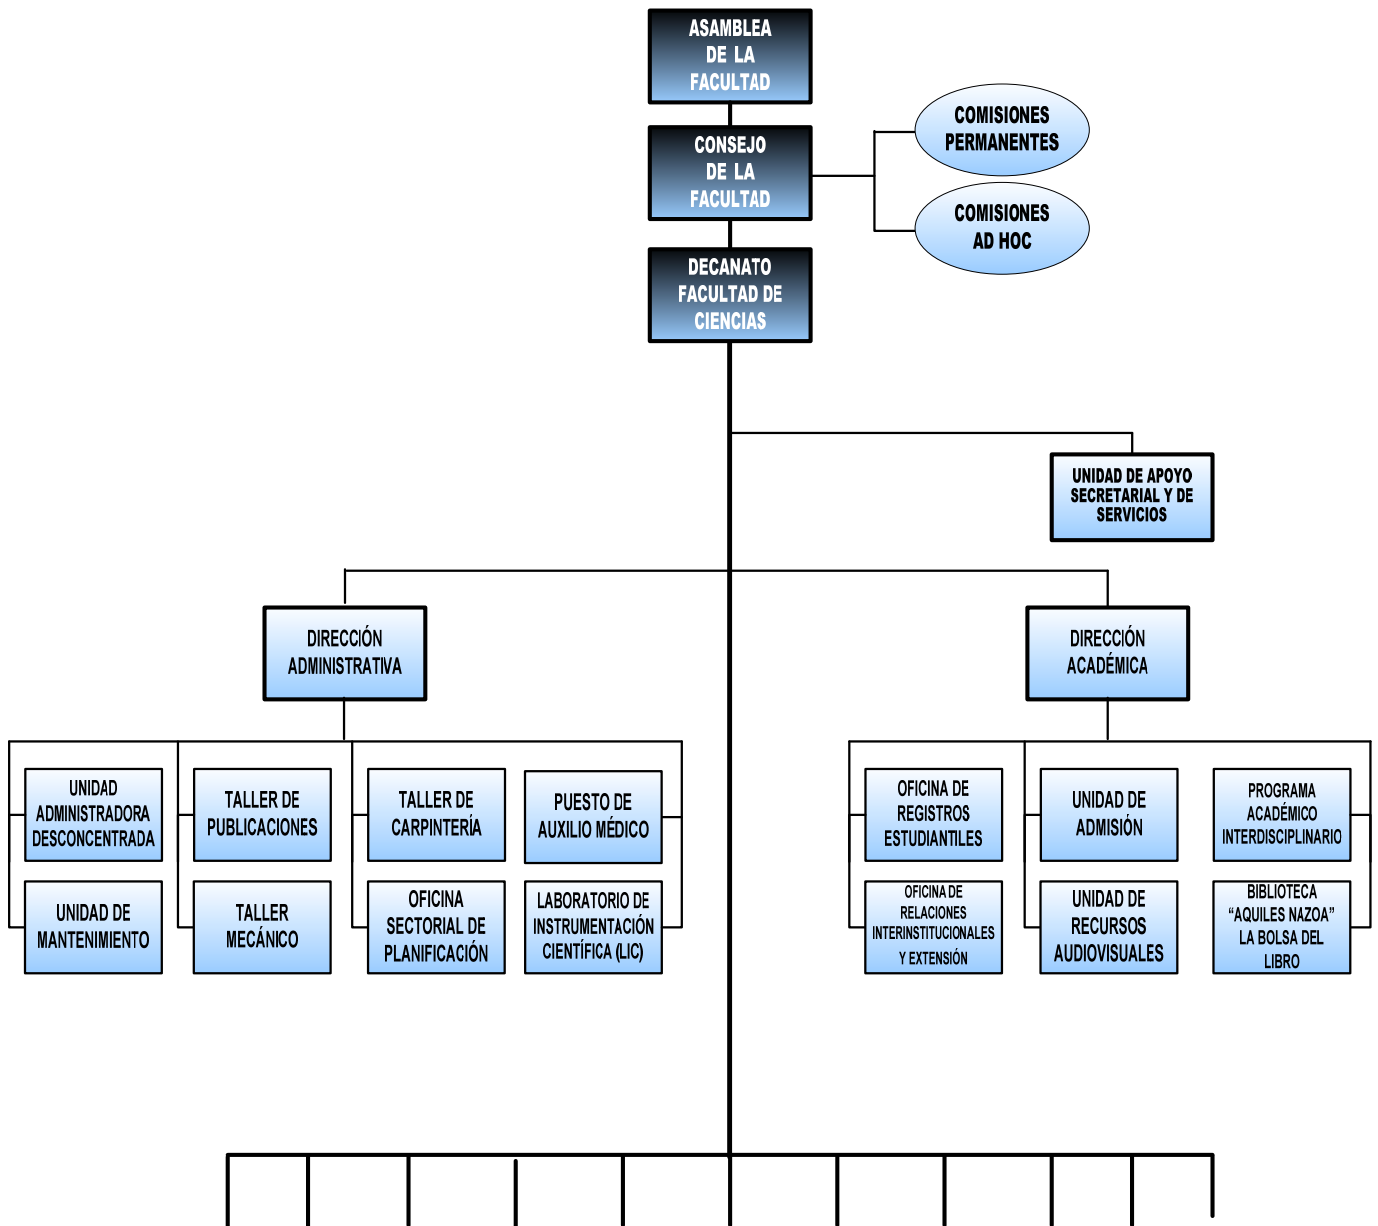 ASAMBLEA
DE LA
FACULTAD
CONSEJO
DE LA
FACULTAD
COMISIONES
PERMANENTES
COMISIONES
AD HOC
DECANATO
FACULTAD DE
CIENCIAS
UNIDAD DE APOYO
SECRETARIAL Y DE
SERVICIOS
DIRECCIÓN
ADMINISTRATIVA
DIRECCIÓN
ACADÉMICA
UNIDAD
ADMINISTRADORA
DESCONCENTRADA
TALLER DE
PUBLICACIONES
TALLER DE
CARPINTERÍA
PUESTO DE
AUXILIO MÉDICO
UNIDAD DE
MANTENIMIENTO
TALLER
MECÁNICO
OFICINA
SECTORIAL DE
PLANIFICACIÓN
LABORATORIO DE
INSTRUMENTACIÓN
CIENTÍFICA (LIC)
OFICINA DE
REGISTROS
ESTUDIANTILES
UNIDAD DE
ADMISIÓN
PROGRAMA
ACADÉMICO
INTERDISCIPLINARIO
OFICINA DE
RELACIONES
INTERINSTITUCIONALES
Y EXTENSIÓN
UNIDAD DE
RECURSOS
AUDIOVISUALES
BIBLIOTECA
“AQUILES NAZOA”
LA BOLSA DEL
LIBRO